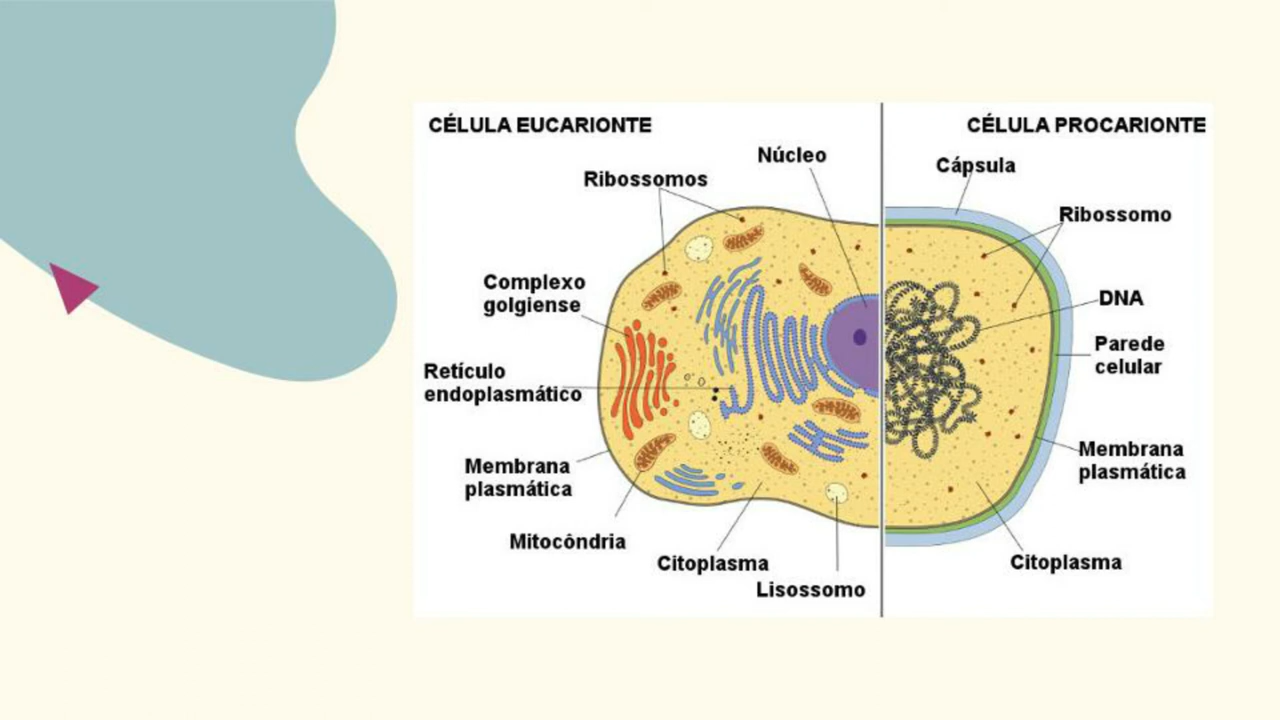 CÉLULA EUCARIONTE
Núcleo
Ribossomos
Complexo
golgiense
Retículo
endoplasmático
Membrana
plasmática
Mitocôndria
Citoplasma
Lisossomo
CÉLULA PROCARIONTE
Cápsula
Ribossomo
DNA
Parede
celular
Membrana
plasmática
Citoplasma